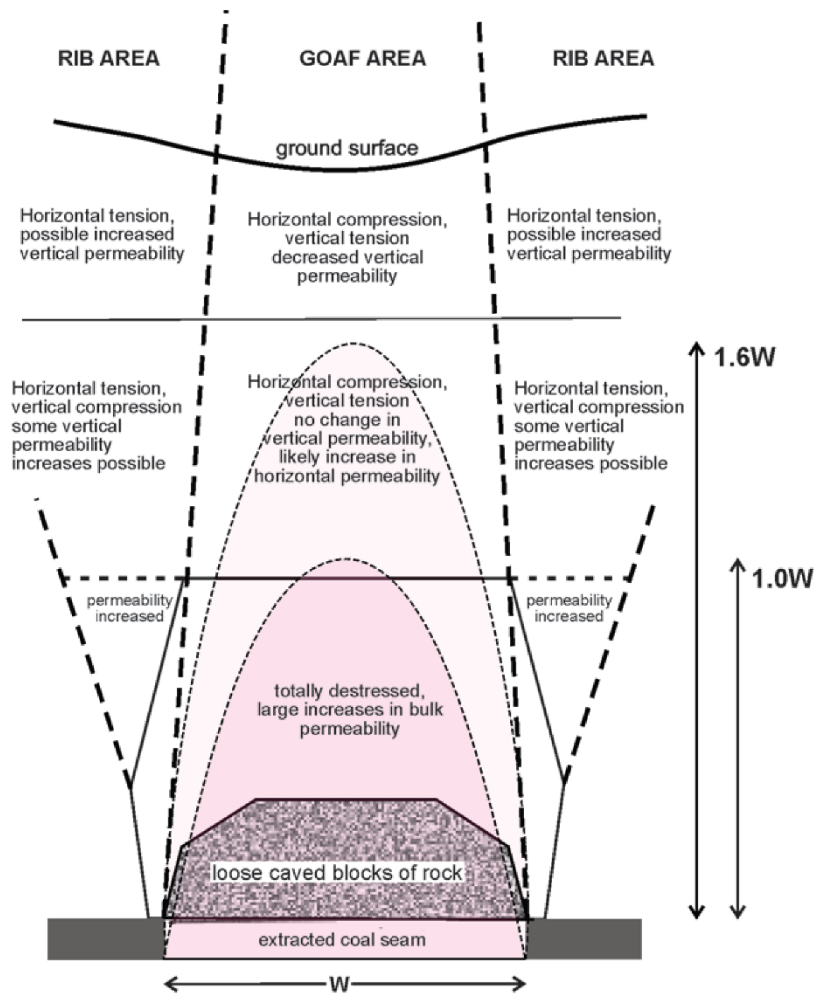 RIB AREA
GOAF AREA
RIB AREA
ground surface
Horizontal tension,
possible increased
vertical permeability
Horizontal compression,
vertical tension
decreased vertical
permeability
Horizontal tension,
possible increased
vertical permeability
1.6W
Horizontal tension,
vertical compression
some vertical
permeability
increases possible
Horizontal compression,
vertical tension
no change in
vertical permeability,
likely increase in
horizontal permeability
Horizontal tension,
vertical compression
some vertical
permeability
increases possible
1.0W
permeability
increased
permeability
increased
totally destressed,
large increases in bulk
permeability
loose caved blocks of rock
extracted coal seam
W